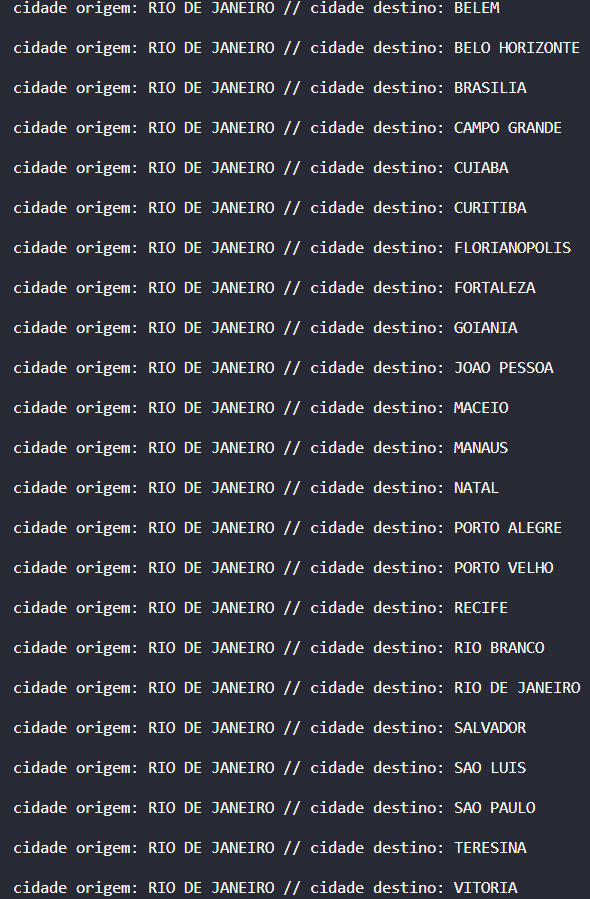 cidade origem: RIO DE JANEIRO // cidade destino: BELEM
cidade origem: RIO DE JANEIRO // cidade destino: BELO HORIZONTE
cidade origem: RIO DE JANEIRO // cidade destino: BRASILIA
cidade origem: RIO DE JANEIRO // cidade destino: CAMPO GRANDE
cidade origem: RIO DE JANEIRO // cidade destino: CUIABA
cidade origem: RIO DE JANEIRO // cidade destino: CURITIBA
cidade origem: RIO DE JANEIRO // cidade destino: FLORIANOPOLIS
cidade origem: RIO DE JANEIRO // cidade destino: FORTALEZA
cidade origem: RIO DE JANEIRO // cidade destino: GOIANIA
cidade origem: RIO DE JANEIRO // cidade destino: JOAO PESSOA
cidade origem: RIO DE JANEIRO // cidade destino: MACEIO
cidade origem: RIO DE JANEIRO // cidade destino: MANAUS
cidade origem: RIO DE JANEIRO // cidade destino: NATAL
cidade origem: RIO DE JANEIRO // cidade destino: PORTO ALEGRE
cidade origem: RIO DE JANEIRO // cidade destino: PORTO VELHO
cidade origem: RIO DE JANEIRO // cidade destino: RECIFE
cidade origem: RIO DE JANEIRO // cidade destino: RIO BRANCO
cidade origem: RIO DE JANEIRO // cidade destino: RIO DE JANEIRO
cidade origem: RIO DE JANEIRO // cidade destino: SALVADOR
cidade origem: RIO DE JANEIRO // cidade destino: SAO LUIS
cidade origem: RIO DE JANEIRO // cidade destino: SAO PAULO
cidade origem: RIO DE JANEIRO // cidade destino: TERESINA
cidade origem: RIO DE JANEIRO // cidade destino: VITORIA